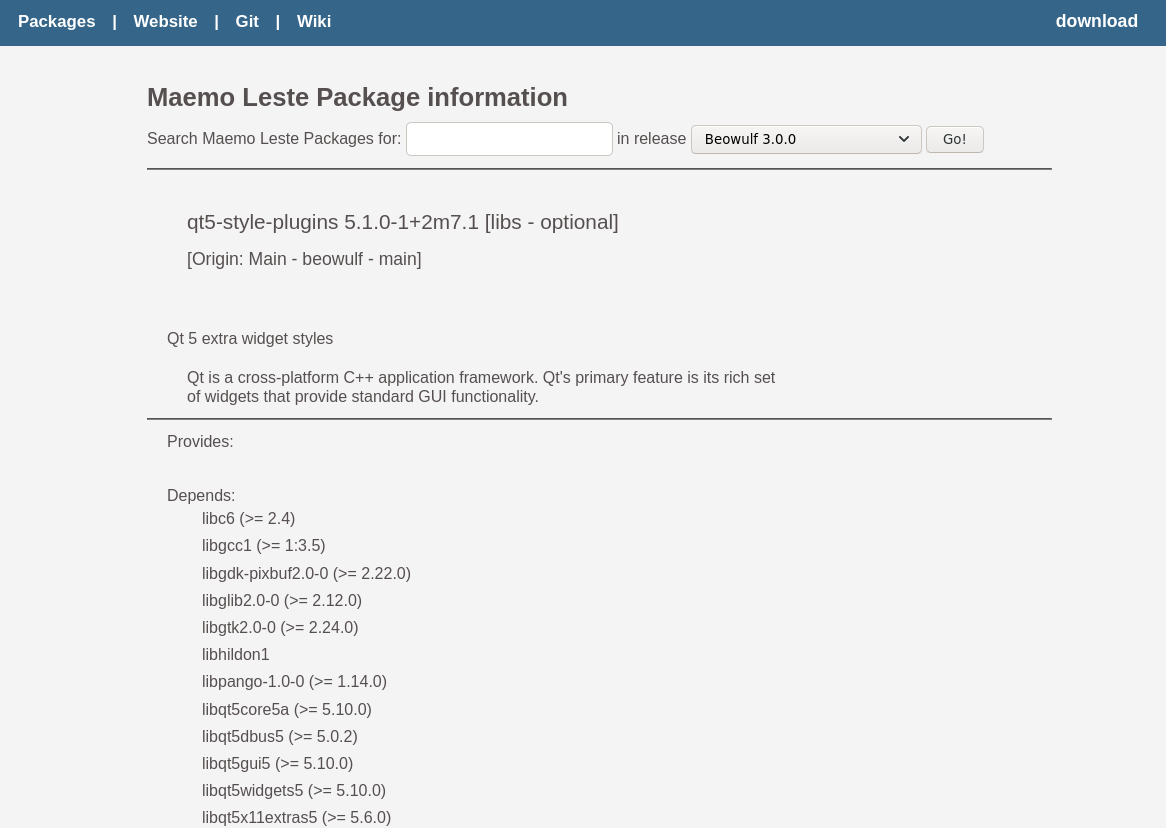 Packages | Website | Git | Wiki download
Maemo Leste Package information
Search Maemo Leste Packages for: in release Beowulf 3.0.0 Go!
qt5-style-plugins 5.1.0-1+2m7.1 [libs - optional]
[Origin: Main - beowulf - main]
Qt 5 extra widget styles
Qt is a cross-platform C++ application framework. Qt's primary feature is its rich set
of widgets that provide standard GUI functionality.
Provides:
Depends:
libc6 (>= 2.4)
libgcc1 (>= 1:3.5)
libgdk-pixbuf2.0-0 (>= 2.22.0)
libglib2.0-0 (>= 2.12.0)
libgtk2.0-0 (>= 2.24.0)
libhildon1
libpango-1.0-0 (>= 1.14.0)
libqt5core5a (>= 5.10.0)
libqt5dbus5 (>= 5.0.2)
libqt5gui5 (>= 5.10.0)
libqt5widgets5 (>= 5.10.0)
libqt5x11extras5 (>= 5.6.0)